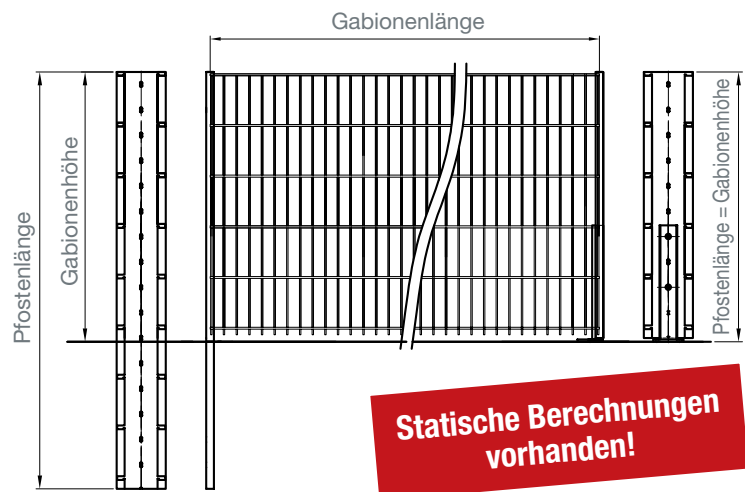 Gabionenlänge
Pfostenlänge
Gabionenhöhe
Pfostenlänge = Gabionenhöhe
Statische Berechnungen
vorhanden!